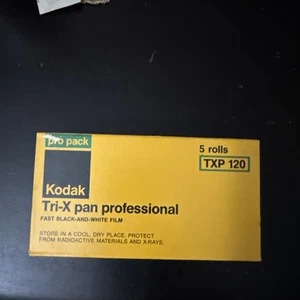 pro pack
5 rolls
TXP 120
Kodak
Tri-X pan professional
FAST BLACK-AND-WHITE FILM
STORE IN A COOL, DRY PLACE. PROTECT
FROM RADIOACTIVE MATERIALS AND X-RAYS.